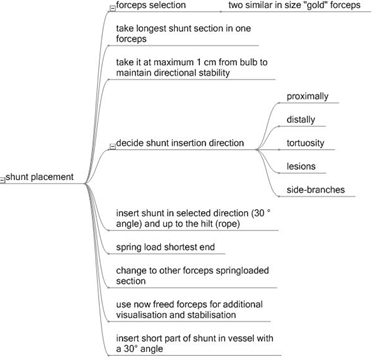 forceps selection
two similar in size "gold" forceps
take longest shunt section in one
forceps
take it at maximum 1 cm from bulb to
maintain directional stability
proximally
distally
decide shunt insertion direction
tortuosity
lesions
shunt placement
side-branches
insert shunt in selected direction (30 °
angle) and up to the hilt (rope)
spring load shortest end
change to other forceps springloaded
section
use now freed forceps for additional
visualisation and stabilisation
insert short part of shunt in vessel with
a 30° angle